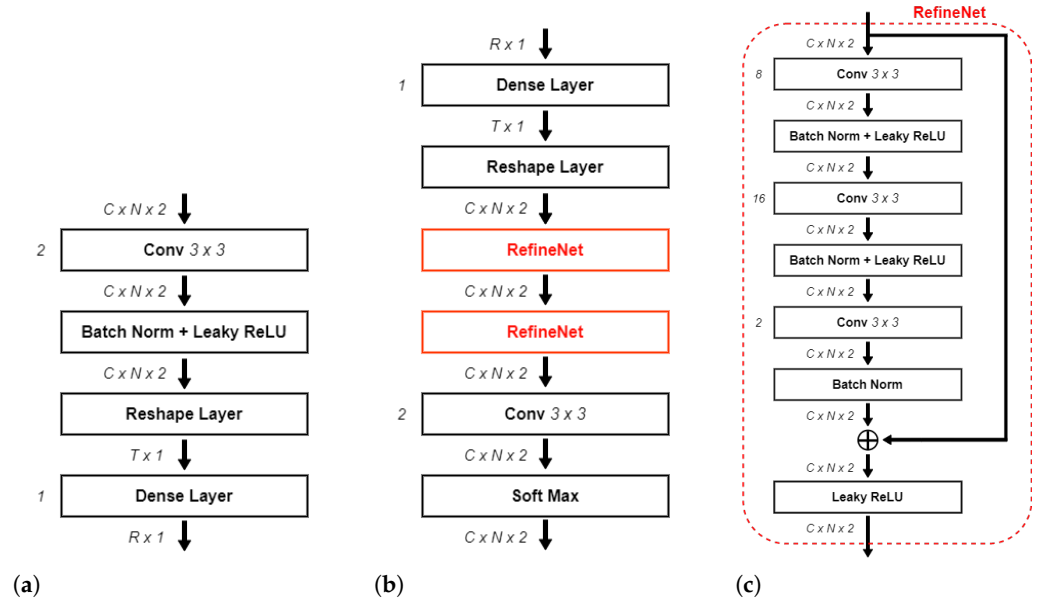 C x N x 2
2
Conv 3 x 3
C x N x 2
Batch Norm + Leaky ReLU
C x N x 2
Reshape Layer
T x 1
1
Dense Layer
R x 1
(a)
R x 1
1
Dense Layer
T x 1
Reshape Layer
C x N x 2
RefineNet
C x N x 2
RefineNet
C x N x 2
2
Conv 3 x 3
C x N x 2
Soft Max
C x N x 2
(b)
RefineNet
C x N x 2
8
Conv 3 x 3
C x N x 2
Batch Norm + Leaky ReLU
C x N x 2
16
Conv 3 x 3
C x N x 2
Batch Norm + Leaky ReLU
C x N x 2
2
Conv 3 x 3
C x N x 2
Batch Norm
C x N x 2
C x N x 2
Leaky ReLU
C x N x 2
(c)